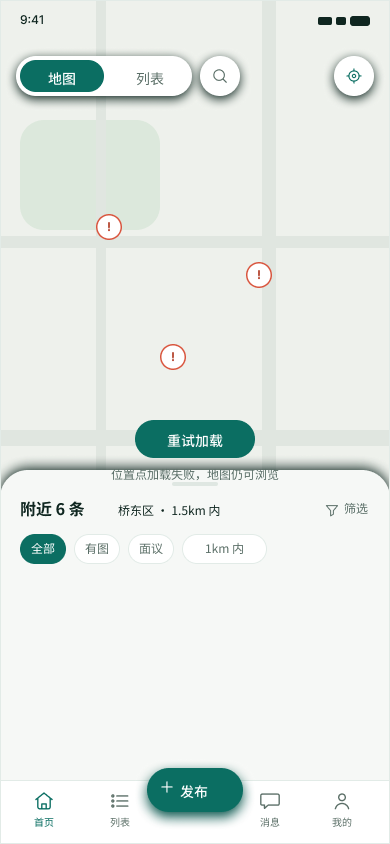 9:41
地图 列表
!
!
!
重试加载
位置点加载失败，地图仍可浏览
附近 6 条 桥东区 · 1.5km 内 筛选
全部 有图 面议 1km 内
+ 发布
首页 列表 消息 我的